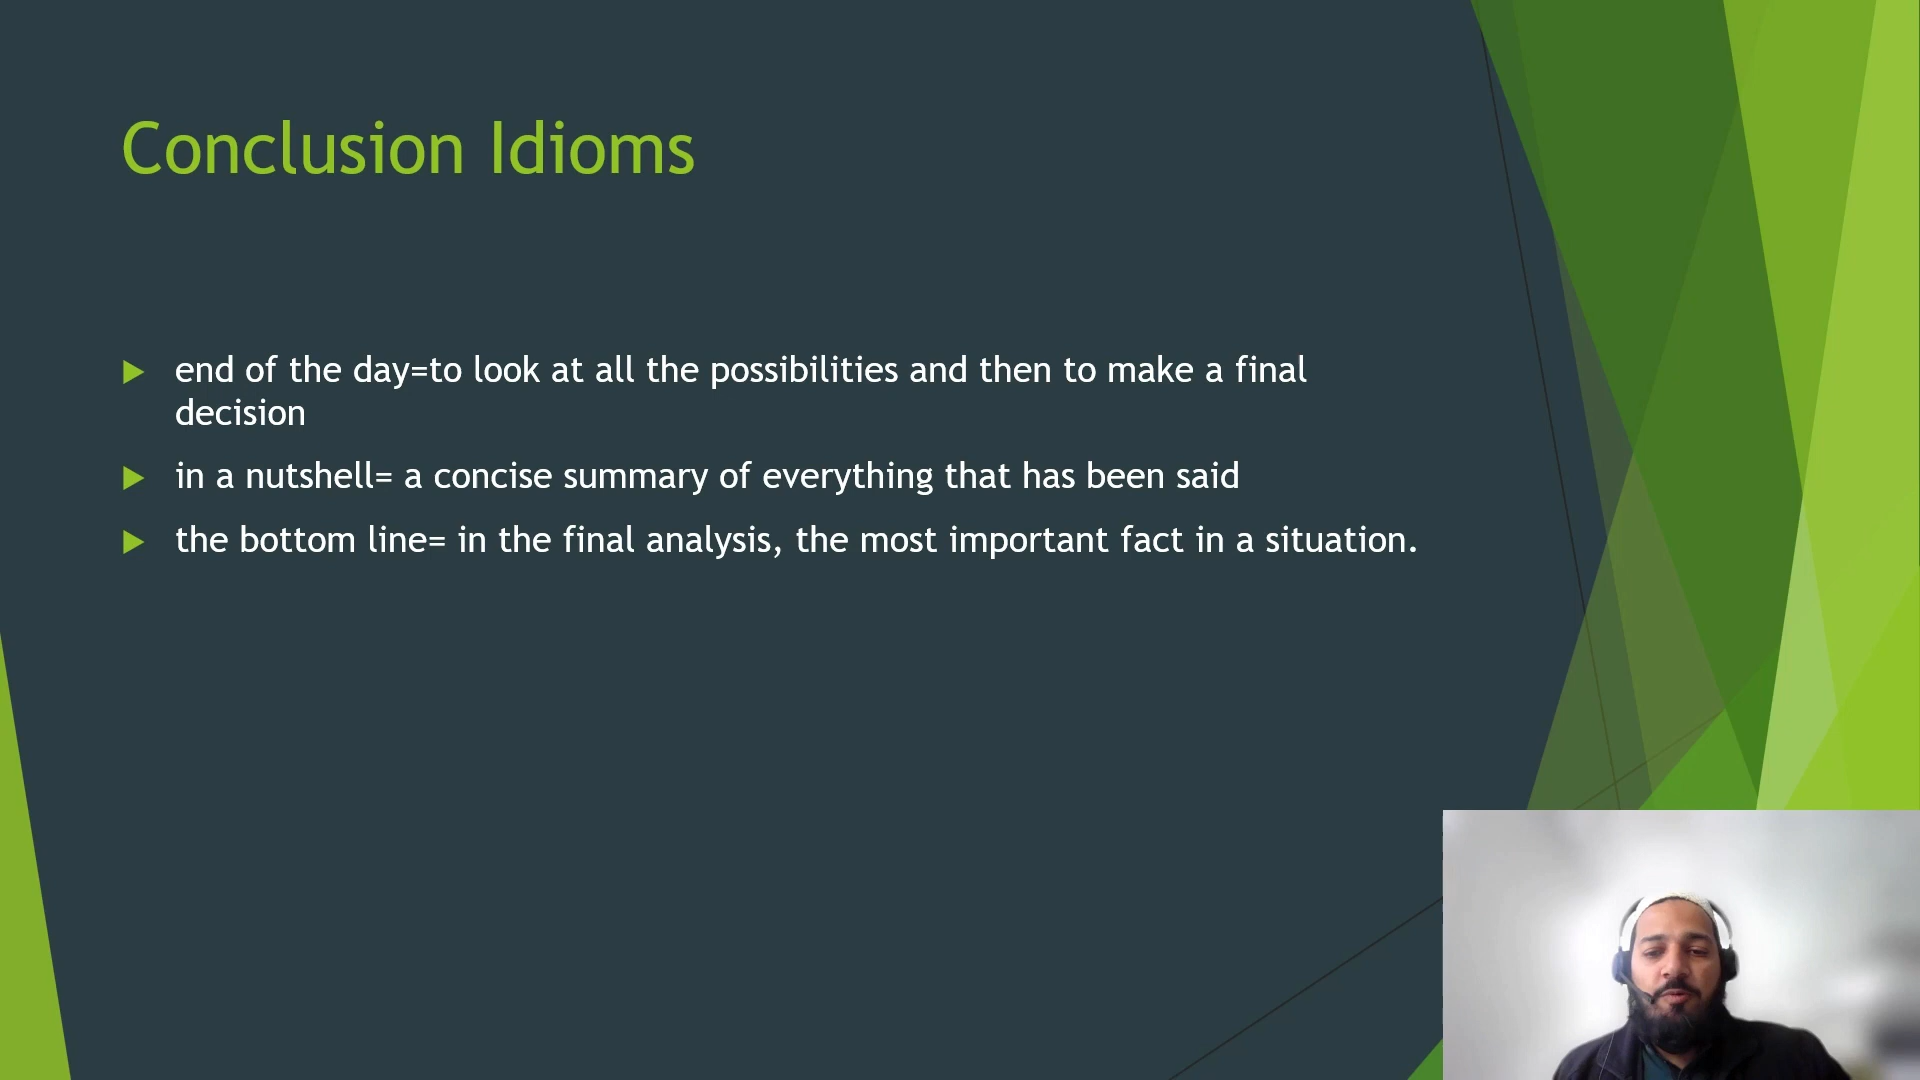 Conclusion Idioms
end of the day=to look at all the possibilities and then to make a final
decision
in a nutshell= a concise summary of everything that has been said
the bottom line= in the final analysis, the most important fact in a situation.